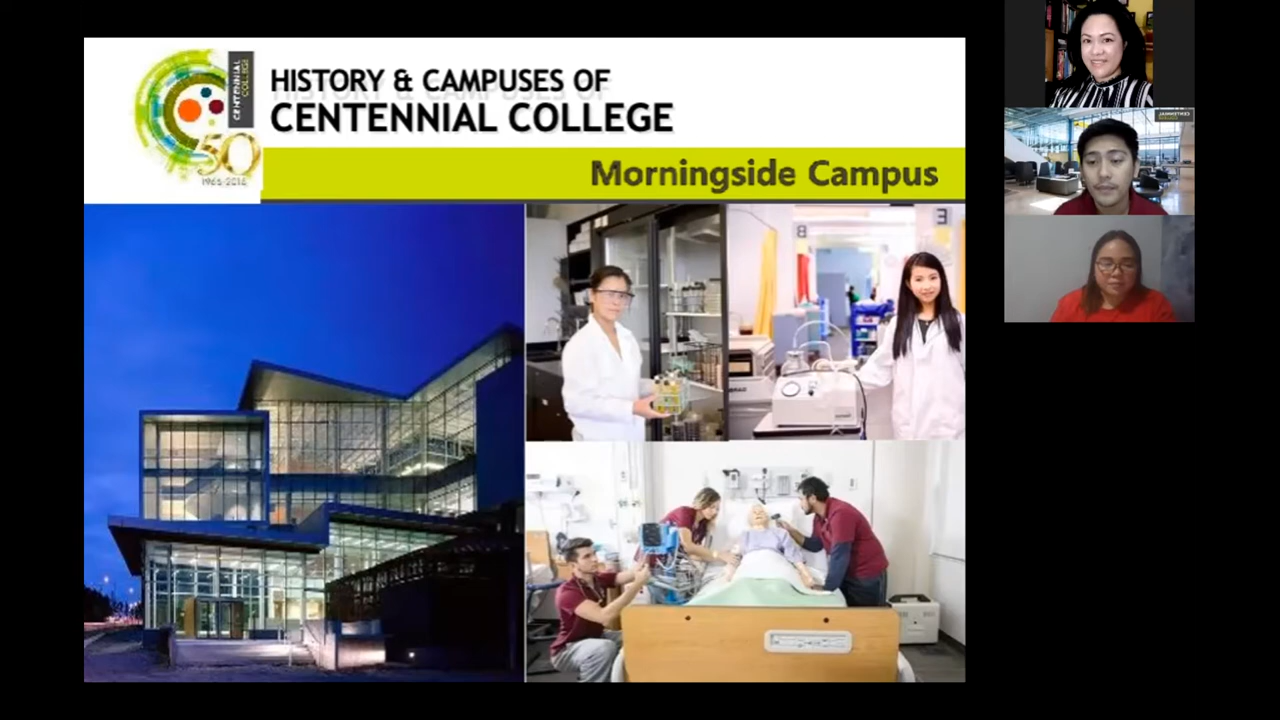 CENTENNIAL
COLLEGE
50
1966-2016
HISTORY & CAMPUSES OF
CENTENNIAL COLLEGE
Morningside Campus
B
E